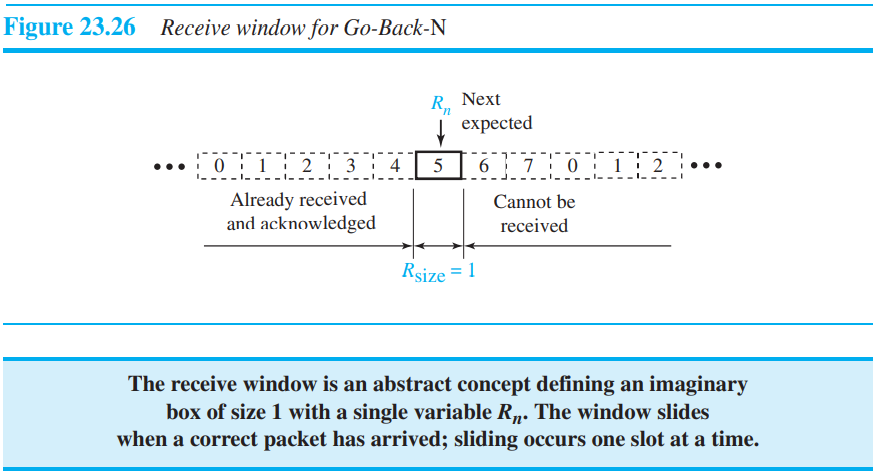 Figure 23.26 Receive window for Go-Back-N
Rn Next
expected
••• 0 1 2 3 4 5 6 7 0 1 2 •••
Already received
and acknowledged
Cannot be
received
Rsize = 1
The receive window is an abstract concept defining an imaginary
box of size 1 with a single variable Rn. The window slides
when a correct packet has arrived; sliding occurs one slot at a time.